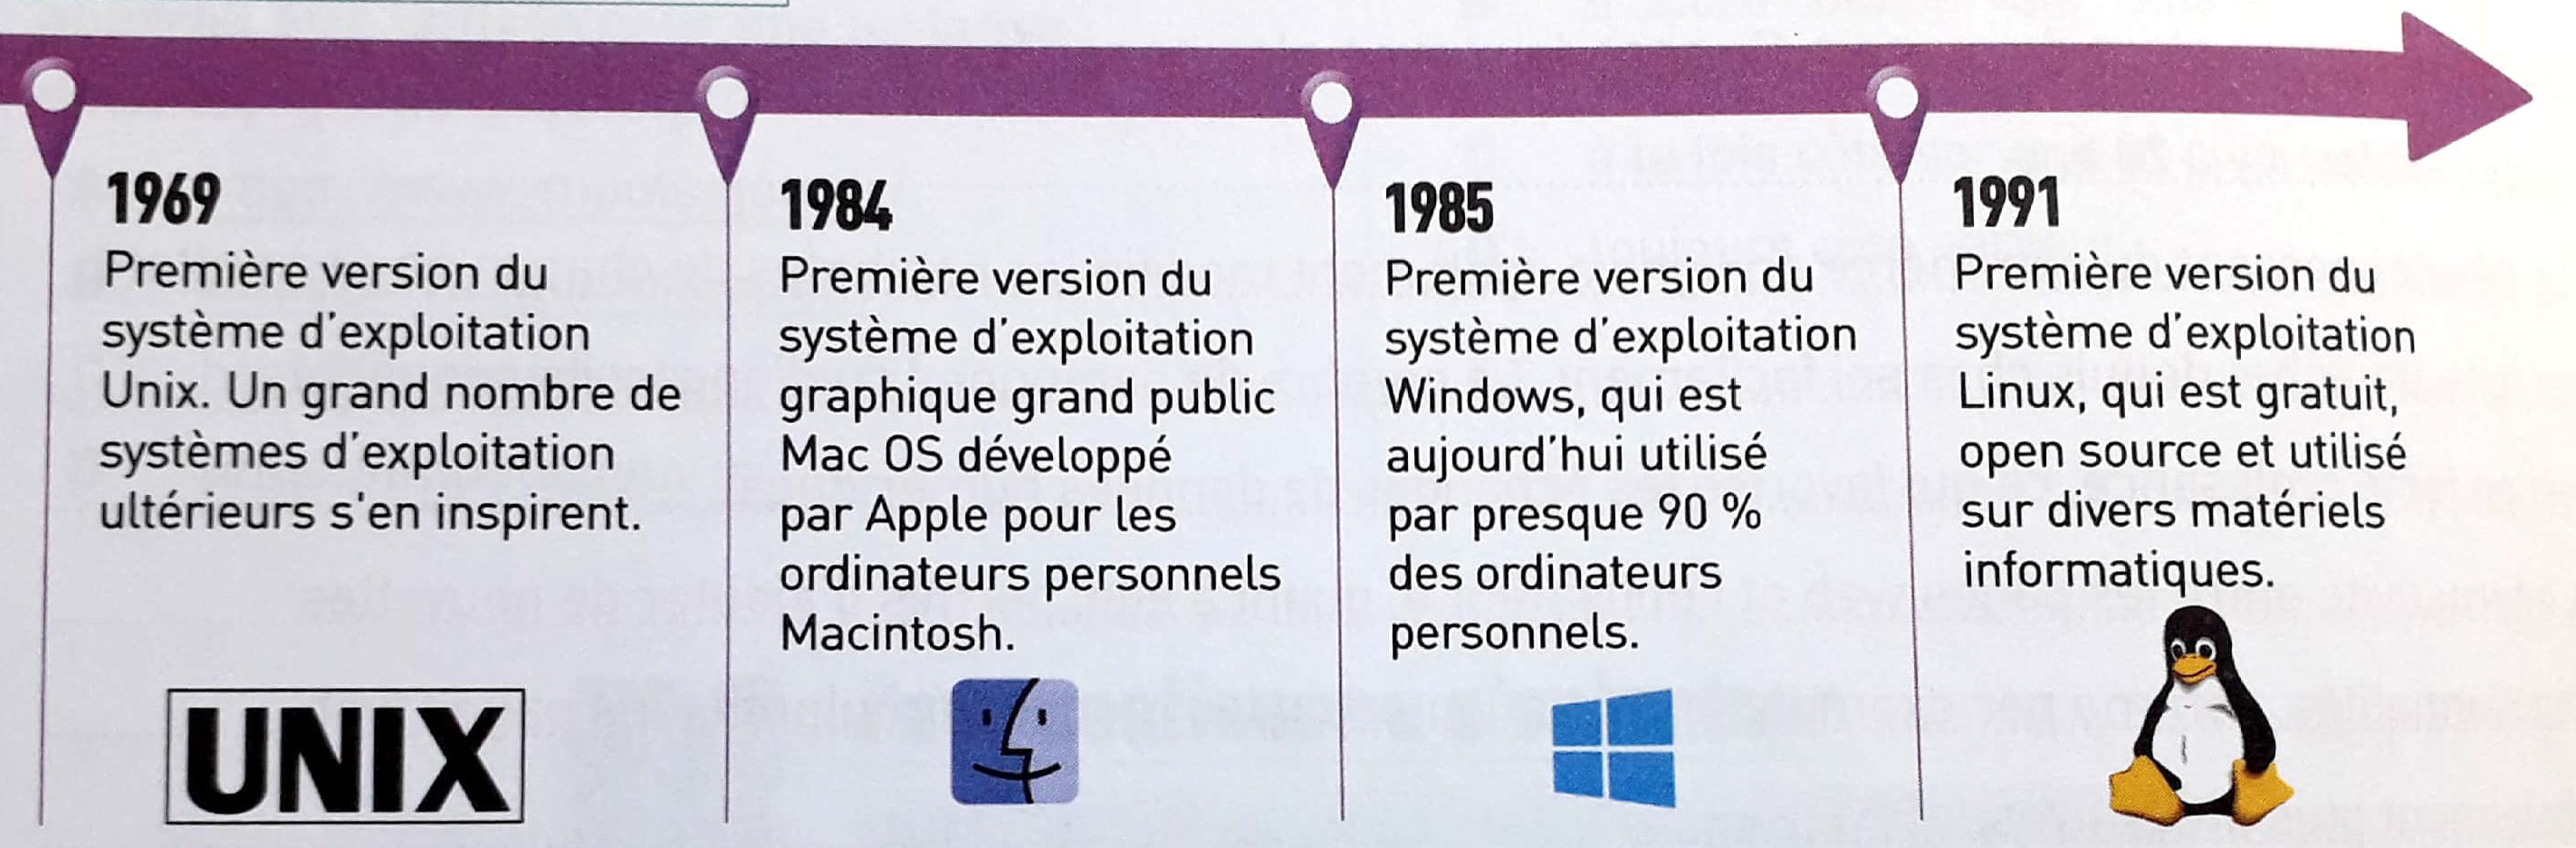 1969
Première version du
système d'exploitation
Unix. Un grand nombre de
systèmes d'exploitation
ultérieurs s'en inspirent.
UNIX
1984
Première version du
système d'exploitation
graphique grand public
Mac OS développé
par Apple pour les
ordinateurs personnels
Macintosh.
1985
Première version du
système d'exploitation
Windows, qui est
aujourd'hui utilisé
par presque 90 %
des ordinateurs
personnels.
1991
Première version du
système d'exploitation
Linux, qui est gratuit,
open source et utilisé
sur divers matériels
informatiques.